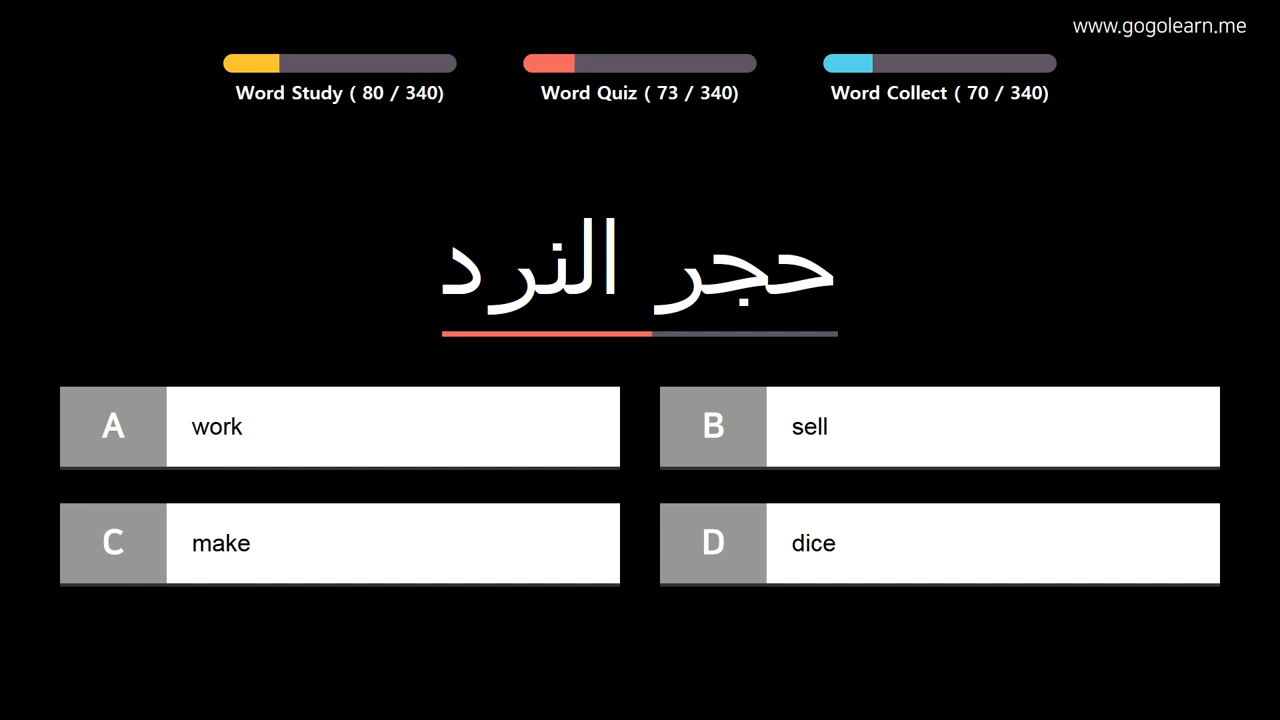 www.gogolearn.me
Word Study ( 80 / 340)
Word Quiz ( 73 / 340)
Word Collect ( 70 / 340)
حجر النرد
A work
B sell
C make
D dice